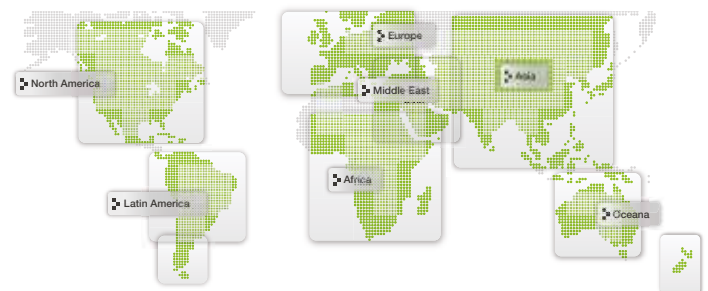 Europe
Asia
North America
Middle East
Africa
Latin America
Oceana